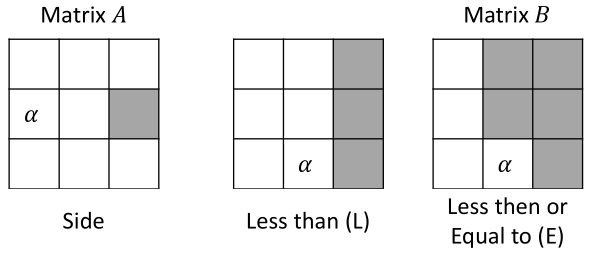 Matrix A
Matrix B
α
α
α
Side
Less than (L)
Less then or
Equal to (E)